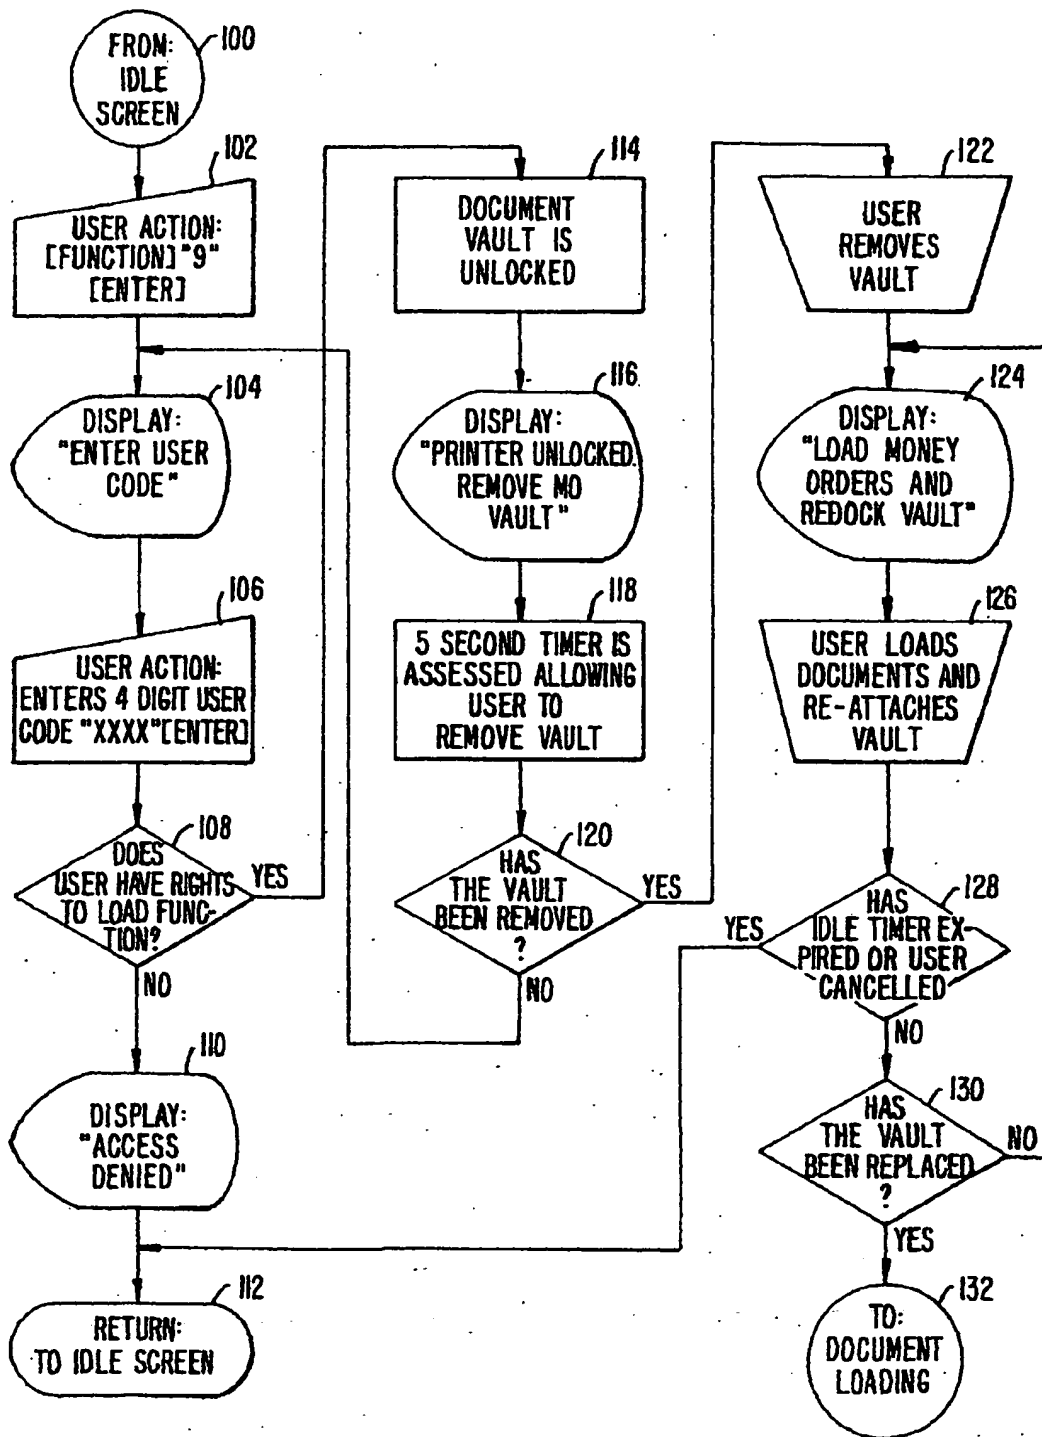 FROM:
IDLE
SCREEN
100
102
USER ACTION:
[FUNCTION] "9"
[ENTER]
104
DISPLAY:
"ENTER USER
CODE"
106
USER ACTION:
ENTERS 4 DIGIT USER
CODE "XXXX"[ENTER]
108
DOES
USER HAVE RIGHTS
TO LOAD FUNC-
TION?
YES
NO
110
DISPLAY:
"ACCESS
DENIED"
112
RETURN:
TO IDLE SCREEN
114
DOCUMENT
VAULT IS
UNLOCKED
116
DISPLAY:
"PRINTER UNLOCKED.
REMOVE MO
VAULT"
118
5 SECOND TIMER IS
ASSESSED ALLOWING
USER TO
REMOVE VAULT
120
HAS
THE VAULT
BEEN REMOVED
?
YES
NO
122
USER
REMOVES
VAULT
124
DISPLAY:
"LOAD MONEY
ORDERS AND
REDOCK VAULT"
126
USER LOADS
DOCUMENTS AND
RE-ATTACHES
VAULT
128
HAS
IDLE TIMER EX-
PIRED OR USER
CANCELLED
YES
NO
130
HAS
THE VAULT
BEEN REPLACED
?
NO
YES
132
TO:
DOCUMENT
LOADING